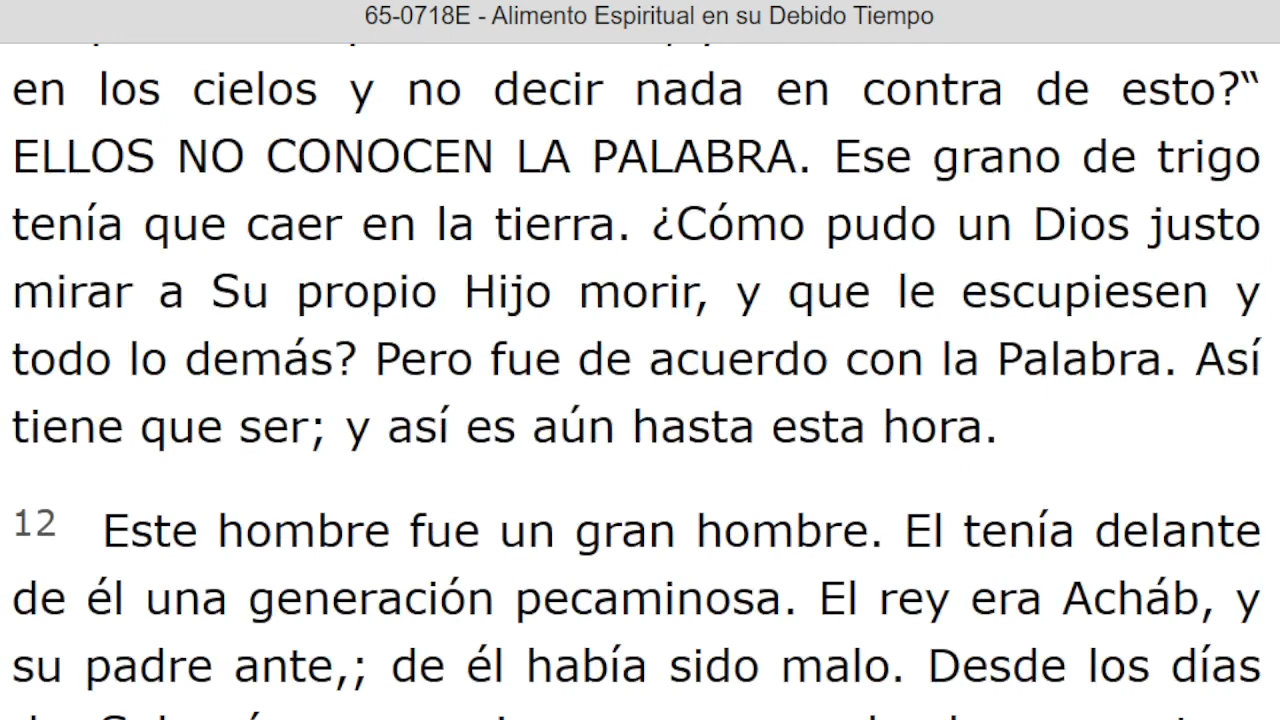 65-0718E - Alimento Espiritual en su Debido Tiempo
en los cielos y no decir nada en contra de esto?“
ELLOS NO CONOCEN LA PALABRA. Ese grano de trigo
tenía que caer en la tierra. ¿Cómo pudo un Dios justo
mirar a Su propio Hijo morir, y que le escupiesen y
todo lo demás? Pero fue de acuerdo con la Palabra. Así
tiene que ser; y así es aún hasta esta hora.
12 Este hombre fue un gran hombre. El tenía delante
de él una generación pecaminosa. El rey era Acháb, y
su padre ante,; de él había sido malo. Desde los días